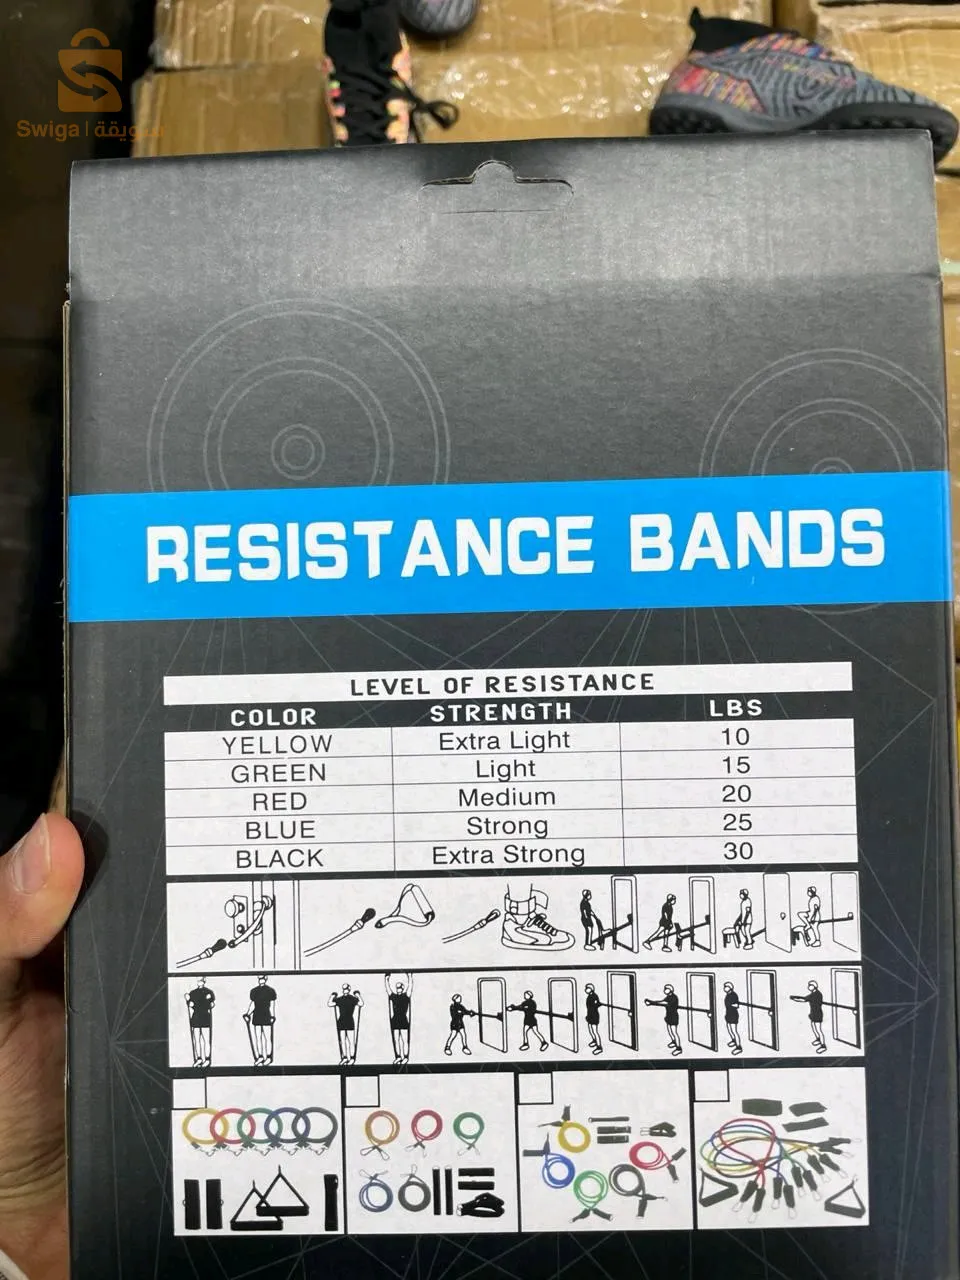 Swiga | سويقة
RESISTANCE BANDS
LEVEL OF RESISTANCE
COLOR STRENGTH LBS
YELLOW Extra Light 10
GREEN Light 15
RED Medium 20
BLUE Strong 25
BLACK Extra Strong 30